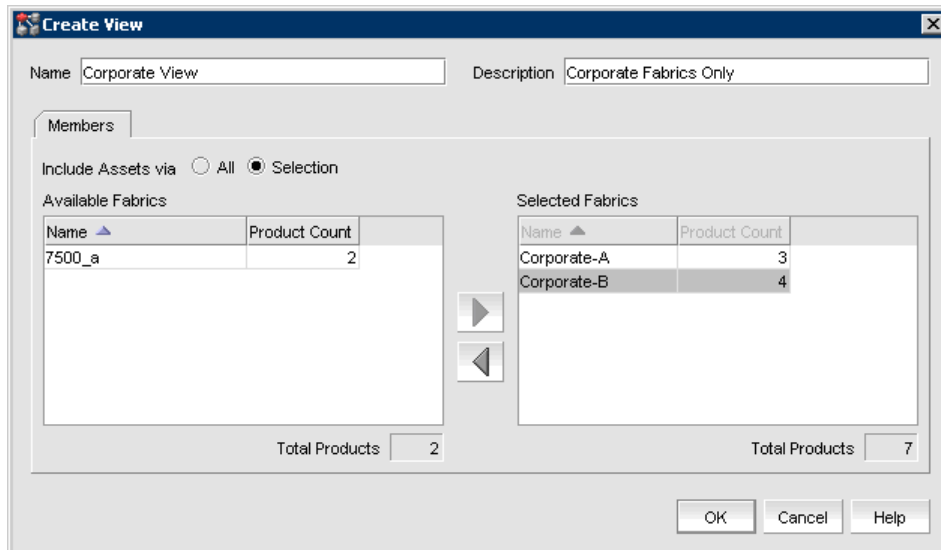 Create View
Name Corporate View Description Corporate Fabrics Only
Members
Include Assets via All Selection
Available Fabrics Selected Fabrics
Name Product Count Name Product Count
7500_a 2 Corporate-A 3
Corporate-B 4
Total Products 2 Total Products 7
OK Cancel Help